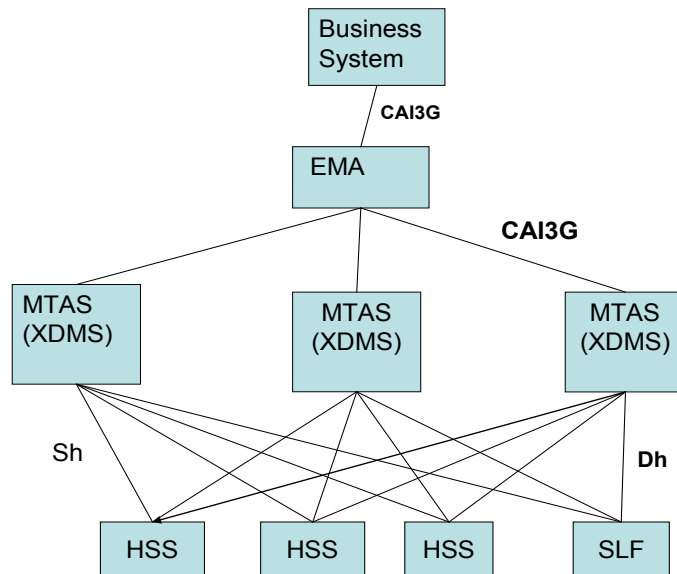 Business
System
CAI3G
EMA
CAI3G
MTAS
(XDMS)
MTAS
(XDMS)
MTAS
(XDMS)
Sh
Dh
HSS
HSS
HSS
SLF